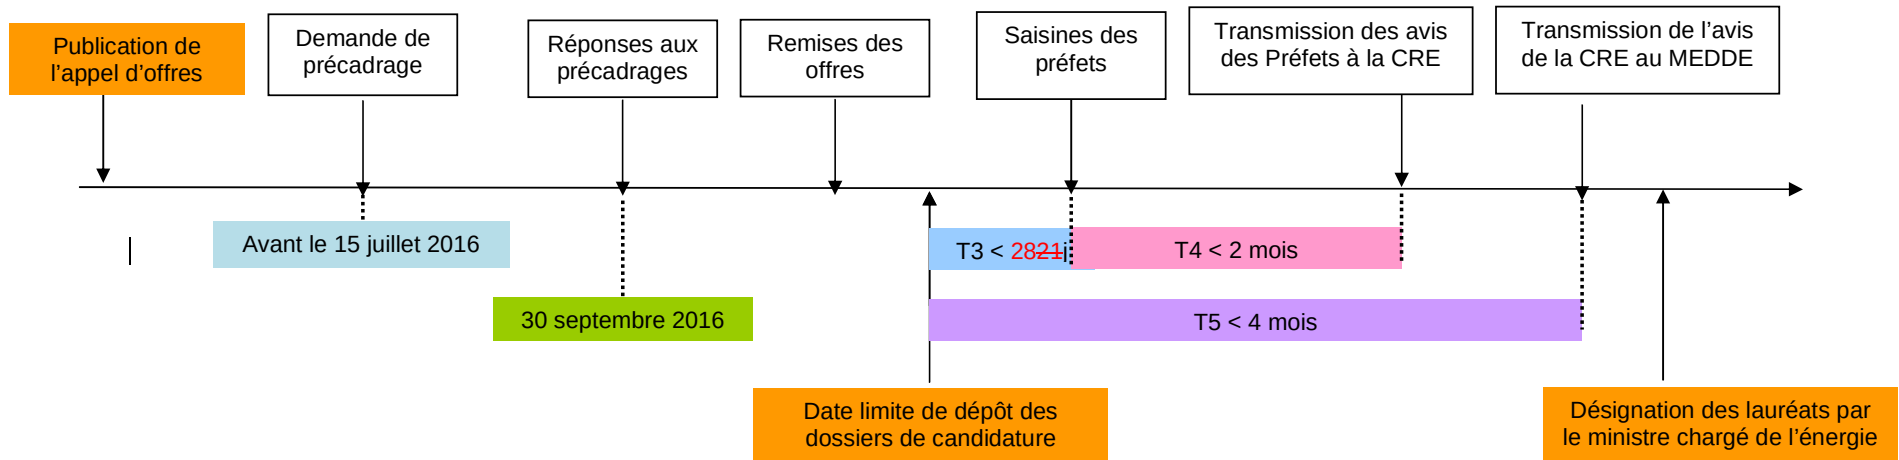 Publication de
l’appel d’offres
Demande de
précadrage
Réponses aux
précadrages
Remises des
offres
Saisines des
préfets
Transmission des avis
des Préfets à la CRE
Transmission de l’avis
de la CRE au MEDDE
Avant le 15 juillet 2016
T3 < 2821j
T4 < 2 mois
30 septembre 2016
T5 < 4 mois
Date limite de dépôt des
dossiers de candidature
Désignation des lauréats par
le ministre chargé de l’énergie